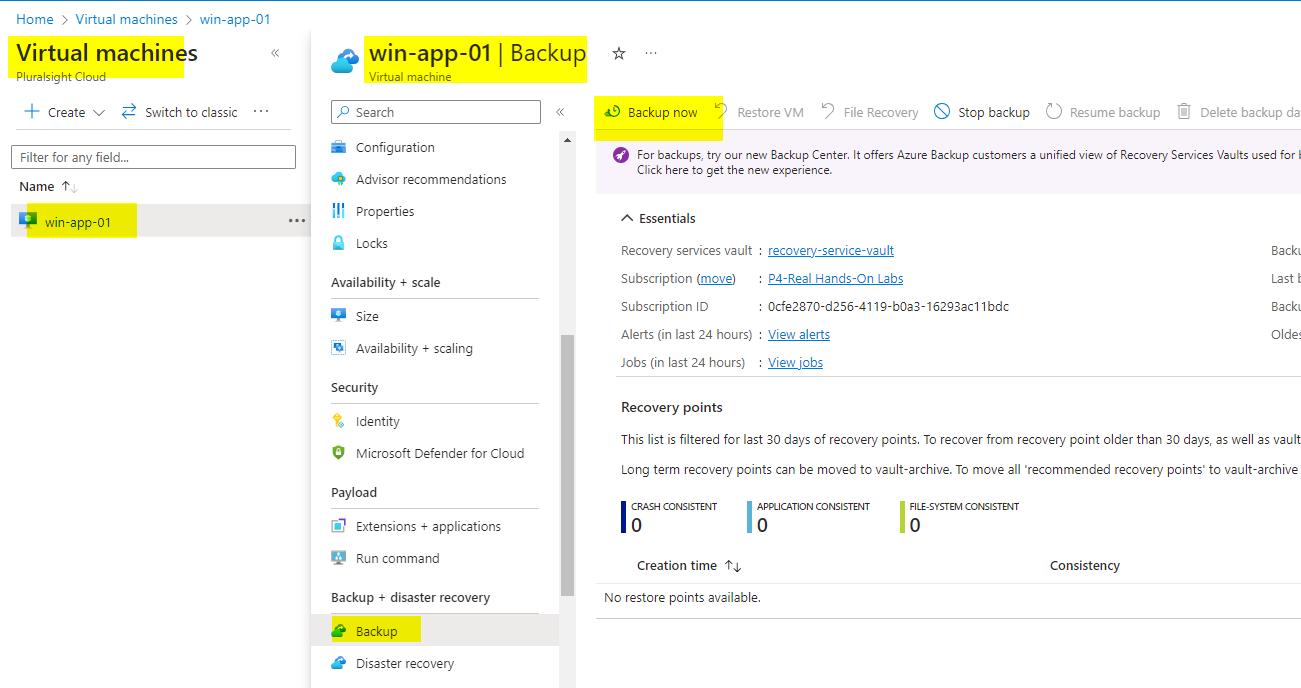 Home > Virtual machines > win-app-01
Virtual machines
Pluralsight Cloud
Create
Switch to classic
Filter for any field...
Name
win-app-01
win-app-01 | Backup
Virtual machine
Search
Configuration
Advisor recommendations
Properties
Locks
Availability + scale
Size
Availability + scaling
Security
Identity
Microsoft Defender for Cloud
Payload
Extensions + applications
Run command
Backup + disaster recovery
Backup
Disaster recovery
Backup now Restore VM File Recovery Stop backup Resume backup Delete backup da
For backups, try our new Backup Center. It offers Azure Backup customers a unified view of Recovery Services Vaults used for
Click here to get the new experience.
Essentials
Recovery services vault : recovery-service-vault Backu
Subscription (move) : P4-Real Hands-On Labs Last b
Subscription ID : 0cfe2870-d256-4119-b0a3-16293ac11bdc Backu
Alerts (in last 24 hours) : View alerts Oldes
Jobs (in last 24 hours) : View jobs
Recovery points
This list is filtered for last 30 days of recovery points. To recover from recovery point older than 30 days, as well as vault
Long term recovery points can be moved to vault-archive. To move all 'recommended recovery points' to vault-archive
CRASH CONSISTENT APPLICATION CONSISTENT FILE-SYSTEM CONSISTENT
0 0 0
Creation time Consistency
No restore points available.